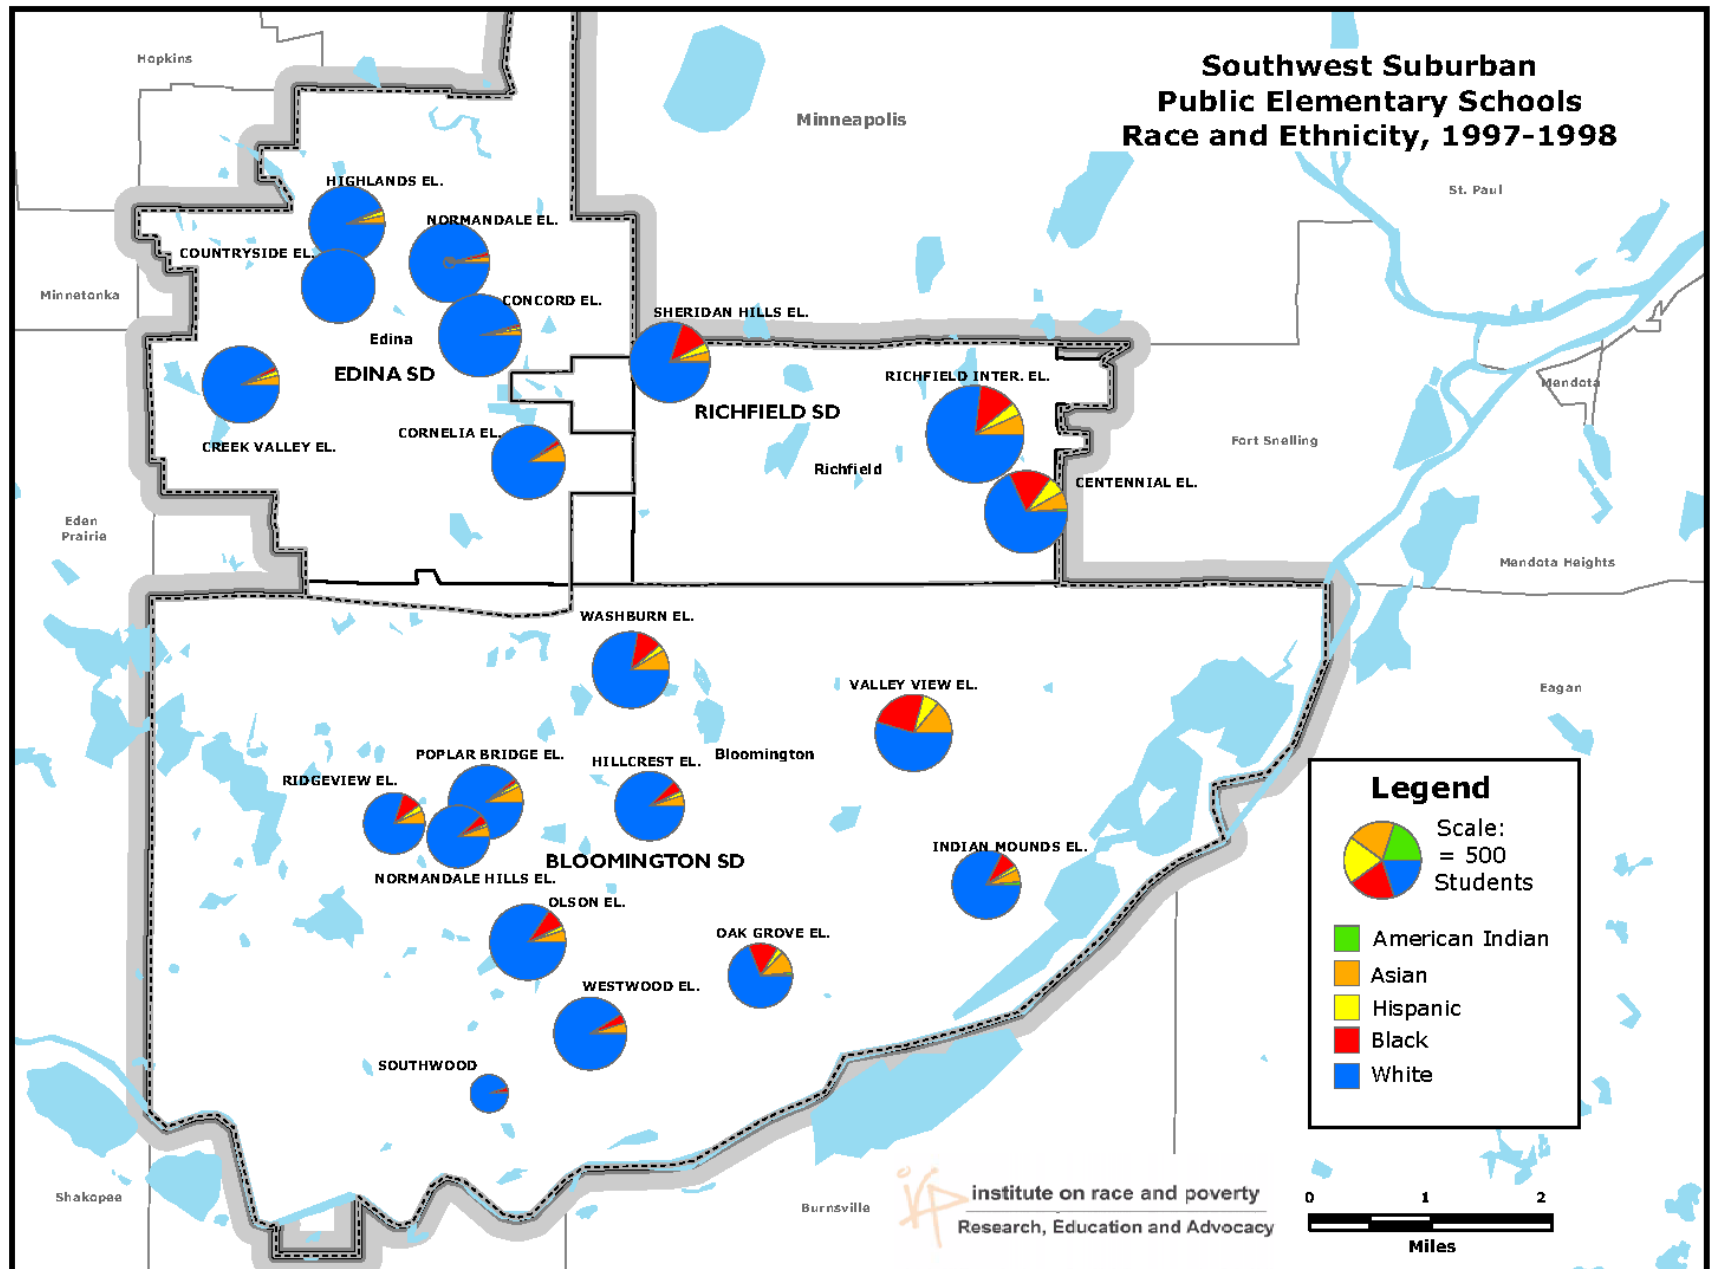 Southwest Suburban
Public Elementary Schools
Race and Ethnicity, 1997-1998
Hopkins
Minneapolis
St. Paul
HIGHLANDS EL.
NORMANDALE EL.
COUNTRYSIDE EL.
Minnetonka
CONCORD EL.
SHERIDAN HILLS EL.
Edina
EDINA SD
RICHFIELD INTER. EL.
Mendota
RICHFIELD SD
CORNELIA EL.
CREEK VALLEY EL.
Fort Snelling
Richfield
CENTENNIAL EL.
Eden
Prairie
Mendota Heights
WASHBURN EL.
VALLEY VIEW EL.
Eagan
POPLAR BRIDGE EL.
HILLCREST EL.
Bloomington
RIDGEVIEW EL.
BLOOMINGTON SD
INDIAN MOUNDS EL.
NORMANDALE HILLS EL.
OLSON EL.
OAK GROVE EL.
WESTWOOD EL.
SOUTHWOOD
Legend
Scale:
= 500
Students
American Indian
Asian
Hispanic
Black
White
Shakopee
Burnsville
institute on race and poverty
Research, Education and Advocacy
0 1 2
Miles